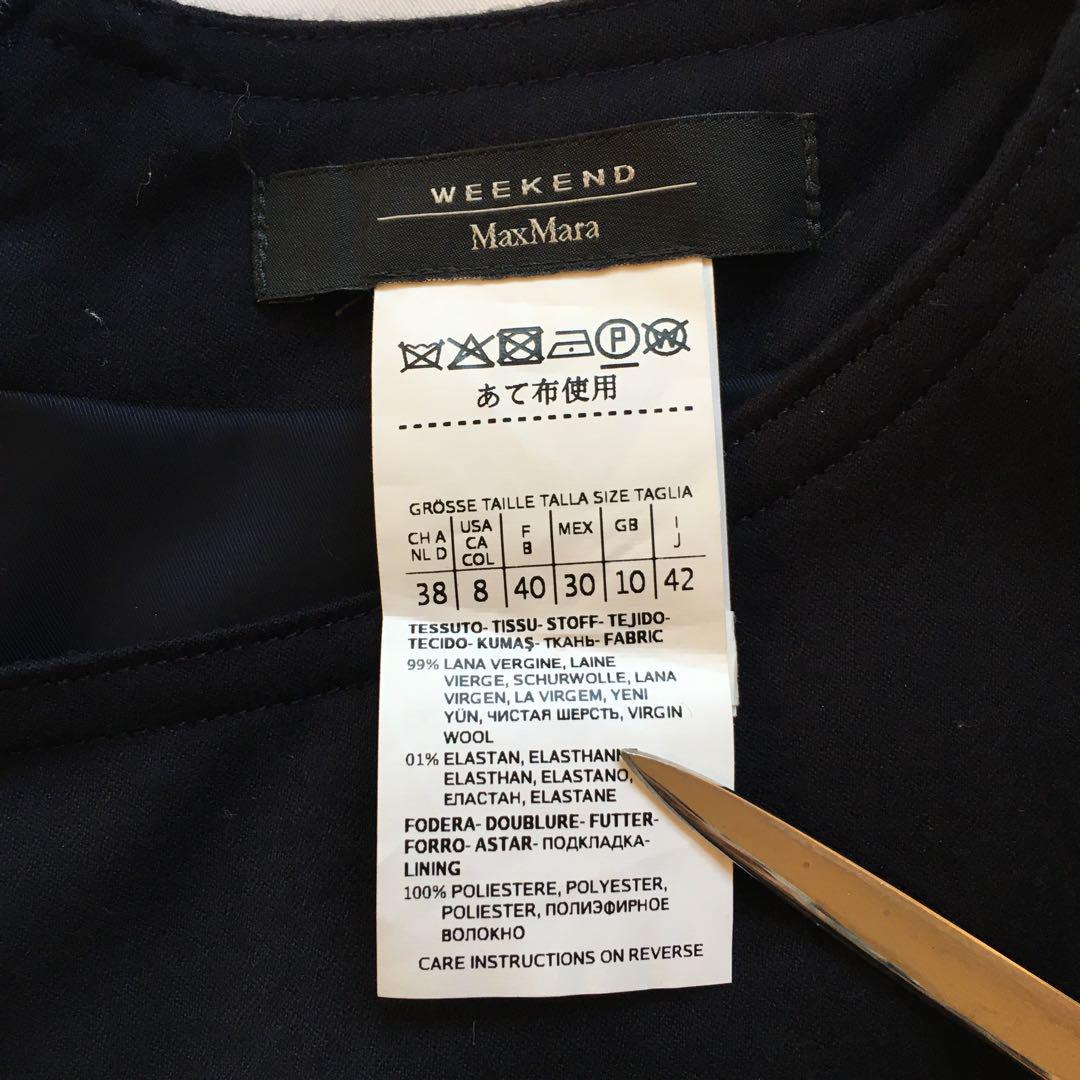 WEEKEND
MaxMara
P W
あて布使用
GRÖSSE TAILLE TALLA SIZE TAGLIA
CH A NL D USA CA COL F B MEX GB I J
38 8 40 30 10 42
TESSUTO- TISSU- STOFF- TEJIDO-
TECIDO- KUMAŞ- ТКАНЬ- FABRIC
99% LANA VERGINE, LAINE
VIERGE, SCHURWOLLE, LANA
VIRGEN, LA VIRGEM, YENI
YÜN, ЧИСТАЯ ШЕРСТЬ, VIRGIN
WOOL
01% ELASTAN,
ELASTHAN, ELASTANO,
ЕЛАСТАН, ELASTANE
FODERA- DOUBLURE- FUTTER-
FORRO- ASTAR- ПОДКЛАДКА-
LINING
100% POLIESTERE, POLYESTER,
POLIESTER, ПОЛИЭФИРНОЕ
ВОЛОКНО
CARE INSTRUCTIONS ON REVERSE